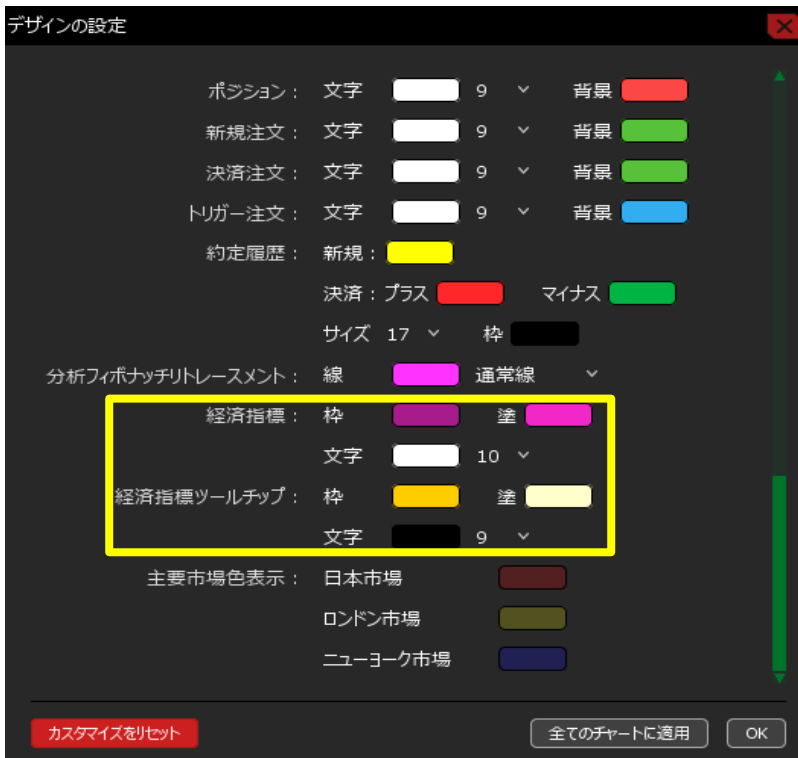 デザインの設定
ポジション： 文字 9 背景
新規注文： 文字 9 背景
決済注文： 文字 9 背景
トリガー注文： 文字 9 背景
約定履歴： 新規：
決済：プラス マイナス
サイズ 17 枠
分析フィボナッチリトレースメント： 線 通常線
経済指標： 枠 塗
文字 10
経済指標ツールチップ： 枠 塗
文字 9
主要市場色表示： 日本市場
ロンドン市場
ニューヨーク市場
カスタマイズをリセット 全てのチャートに適用 OK